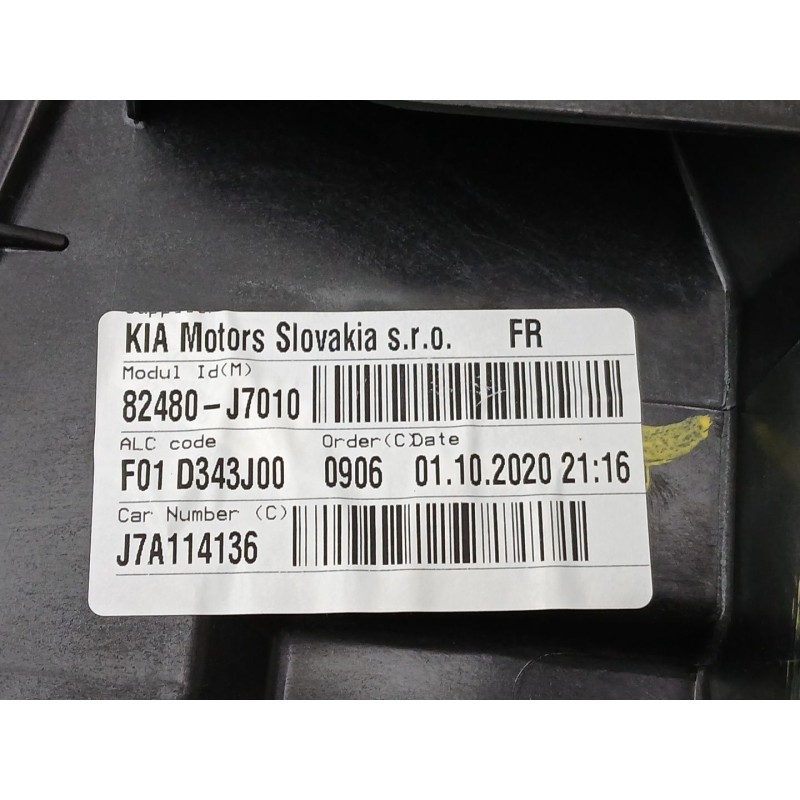 KIA Motors Slovakia s.r.o. FR
Modul Id(M)
82480-J7010
ALC code Order(C)Date
F01 D343J00 0906 01.10.2020 21:16
Car Number (C)
J7A114136